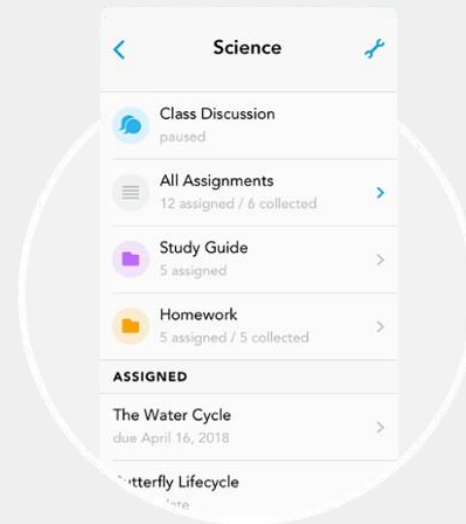 Science
Class Discussion
paused
All Assignments
12 assigned / 6 collected
Study Guide
5 assigned
Homework
5 assigned / 5 collected
ASSIGNED
The Water Cycle
due April 16, 2018
Lifecycle